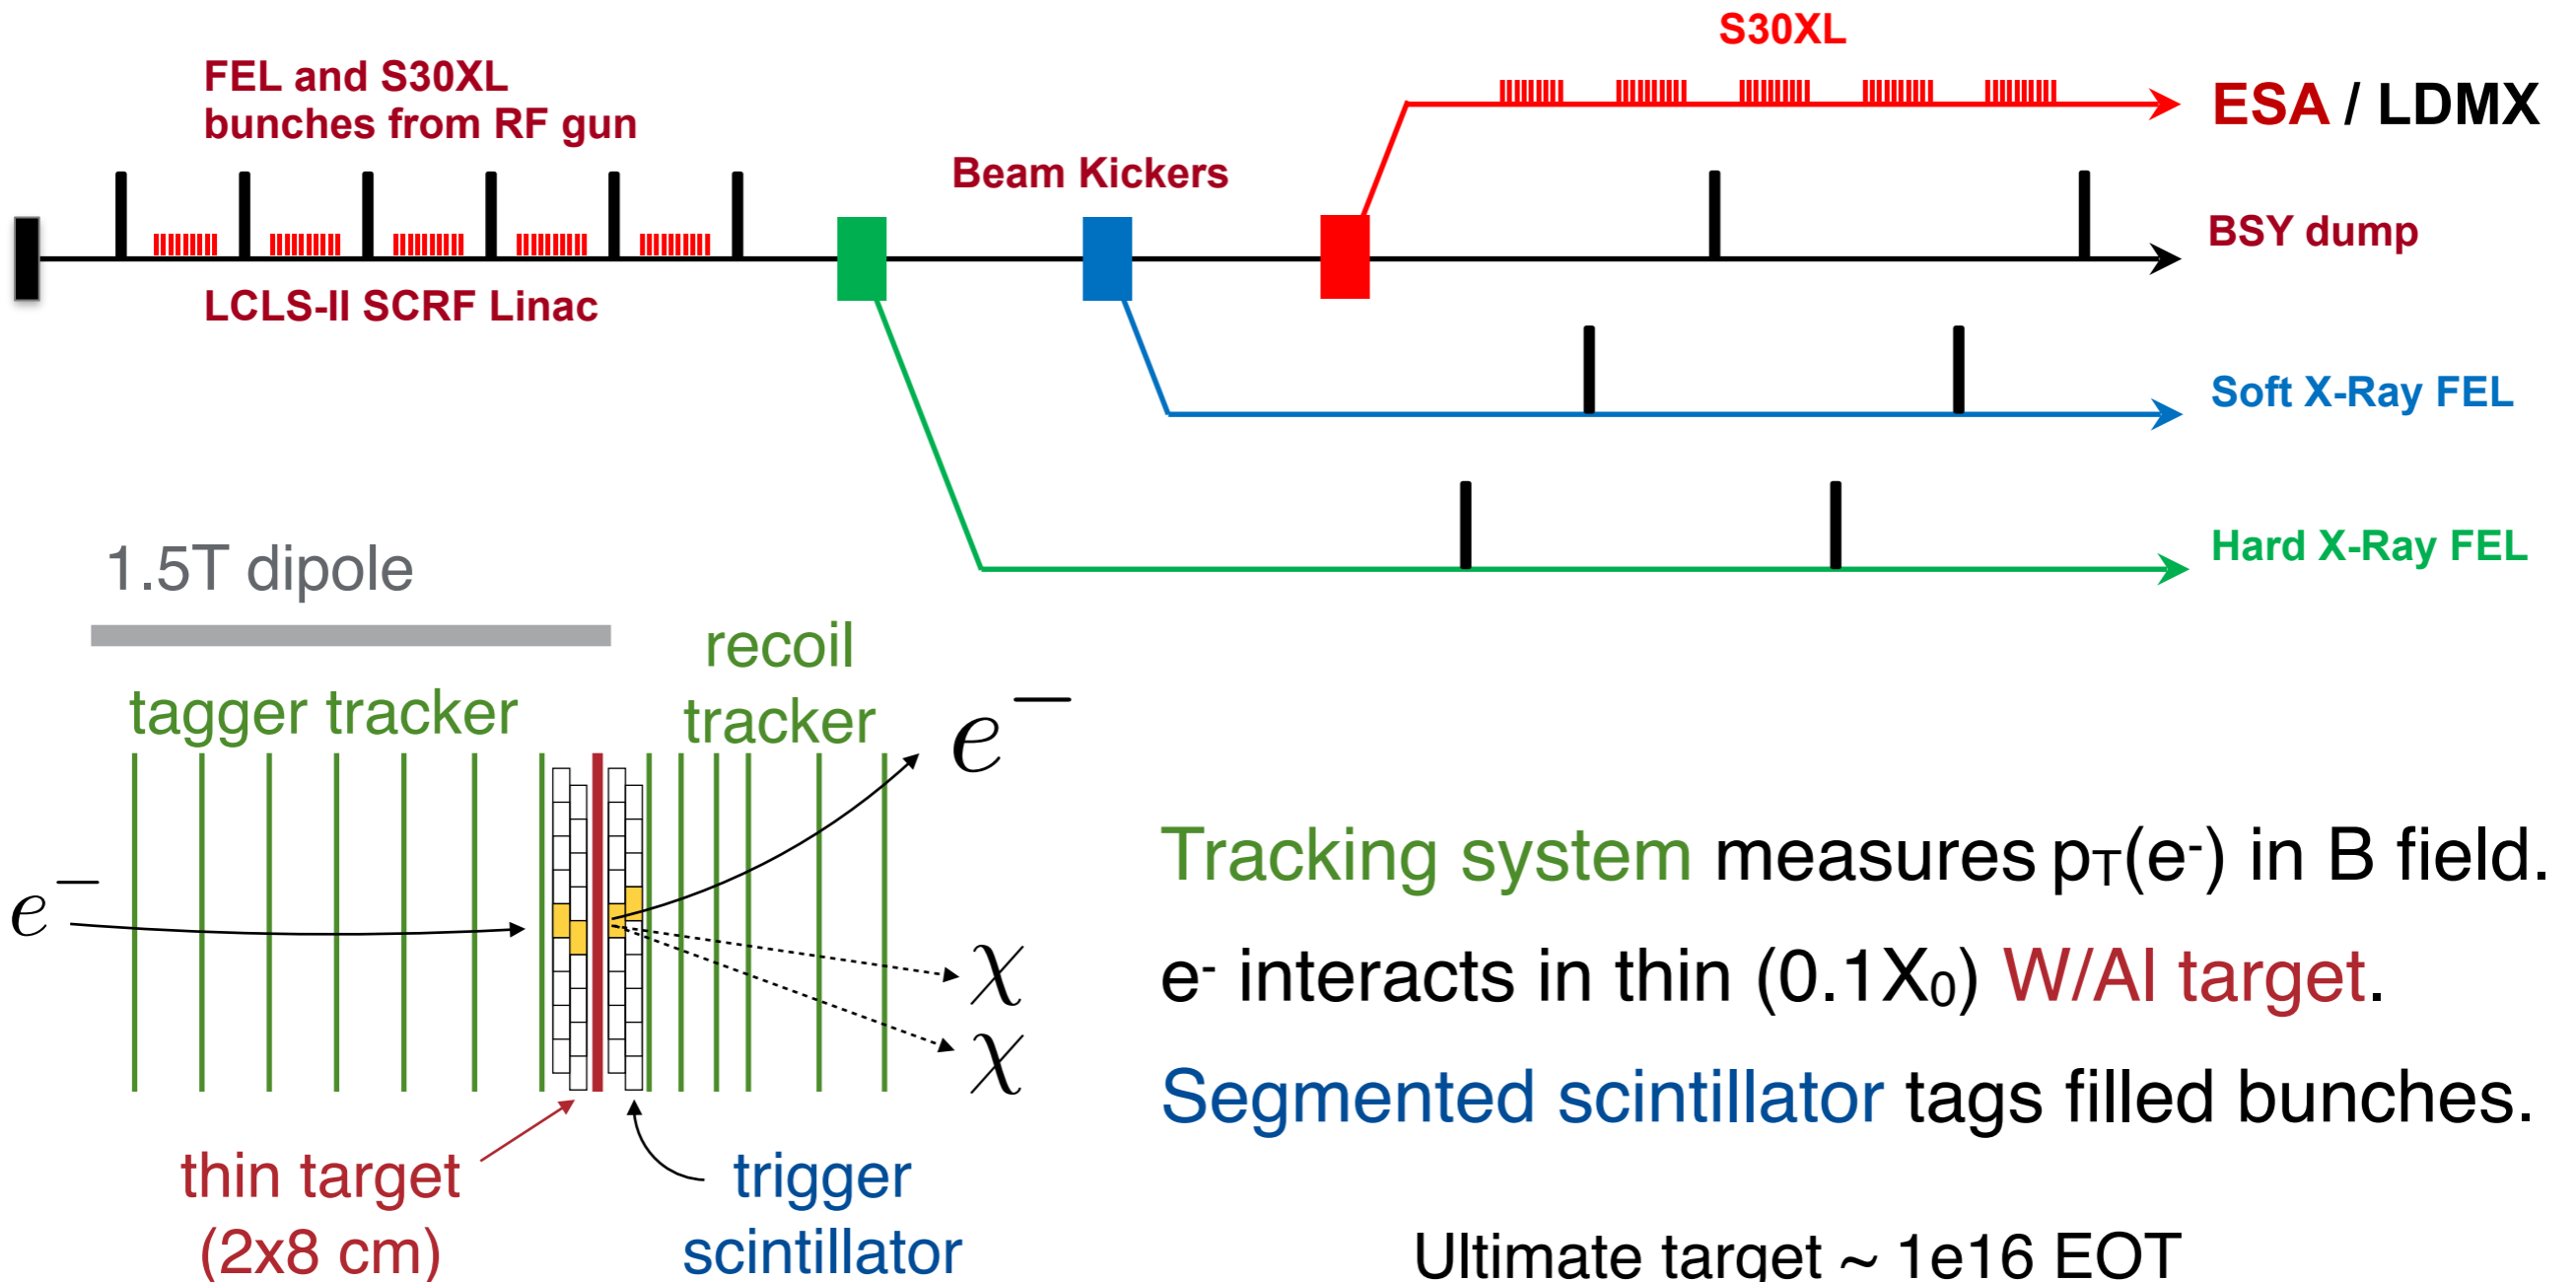 S30XL
FEL and S30XL
bunches from RF gun
ESA / LDMX
Beam Kickers
BSY dump
LCLS-II SCRF Linac
Soft X-Ray FEL
Hard X-Ray FEL
1.5T dipole
recoil
tracker
tagger tracker
e⁻
e⁻
χ
χ
thin target
(2x8 cm)
trigger
scintillator
Tracking system measures pT(e-) in B field.
e- interacts in thin (0.1X0) W/Al target.
Segmented scintillator tags filled bunches.
Ultimate target ~ 1e16 EOT